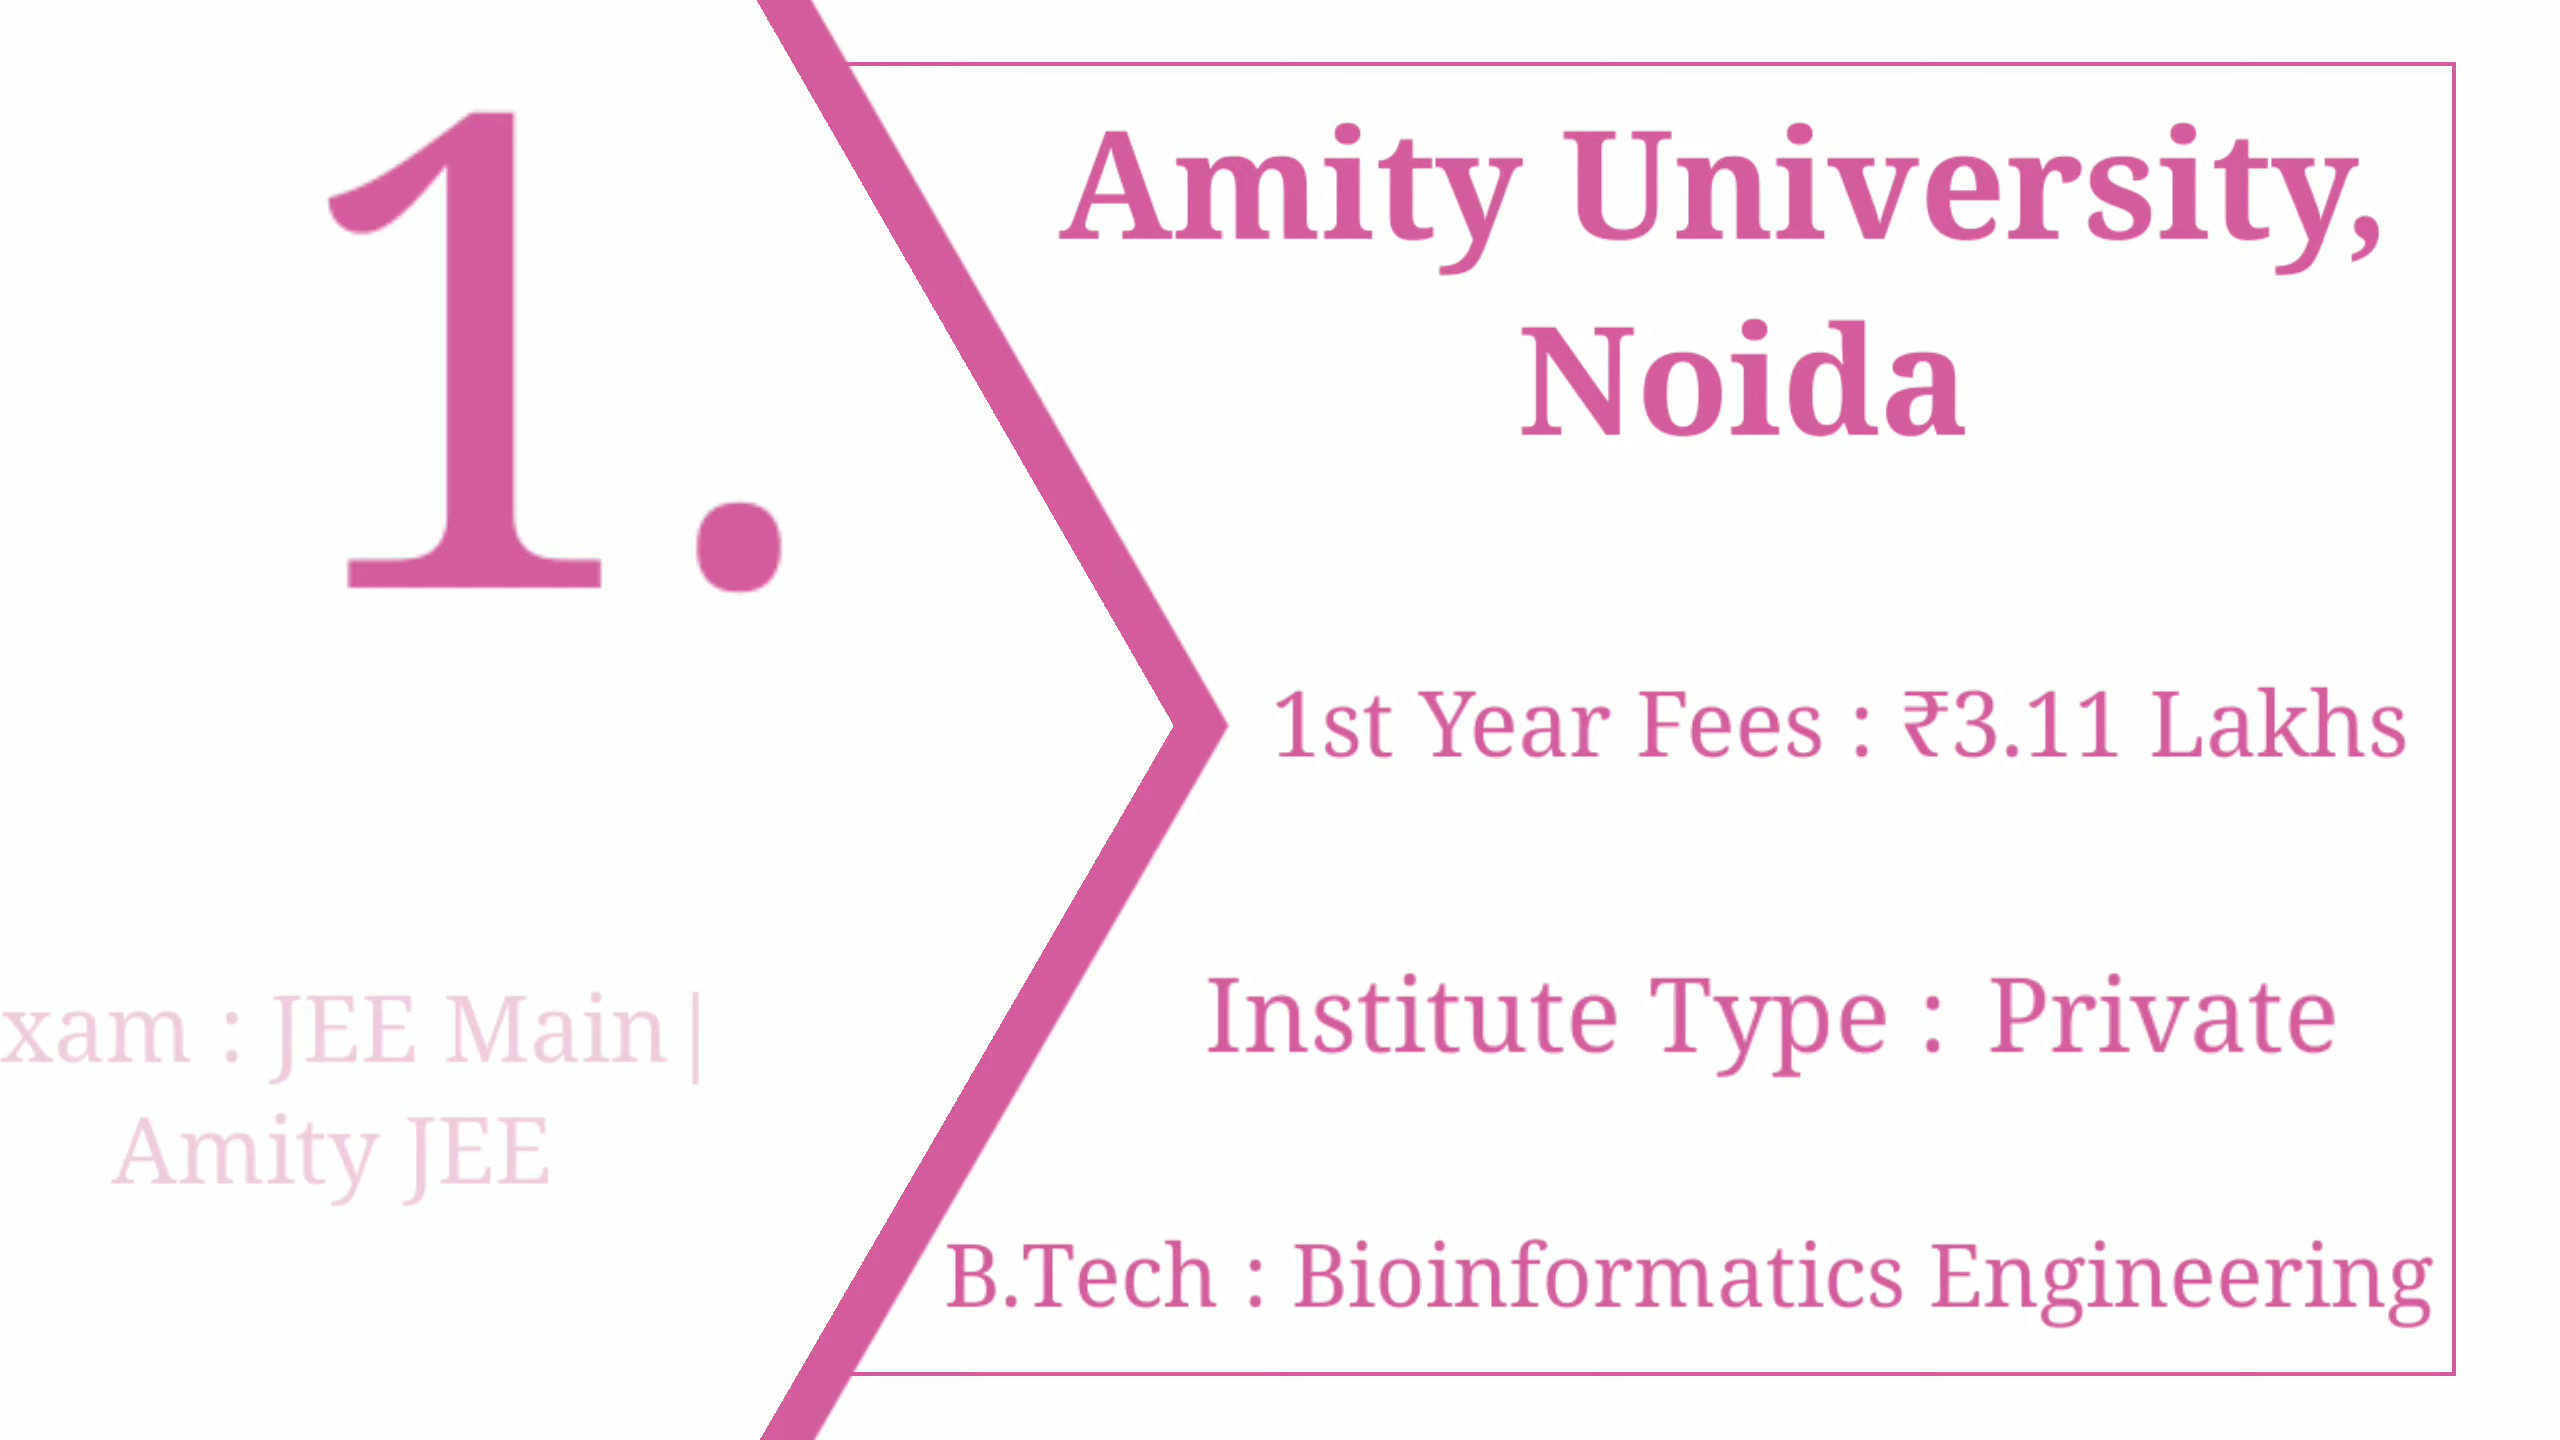 1.
xam : JEE Main|
Amity JEE
Amity University,
Noida
1st Year Fees : ₹3.11 Lakhs
Institute Type : Private
B.Tech : Bioinformatics Engineering